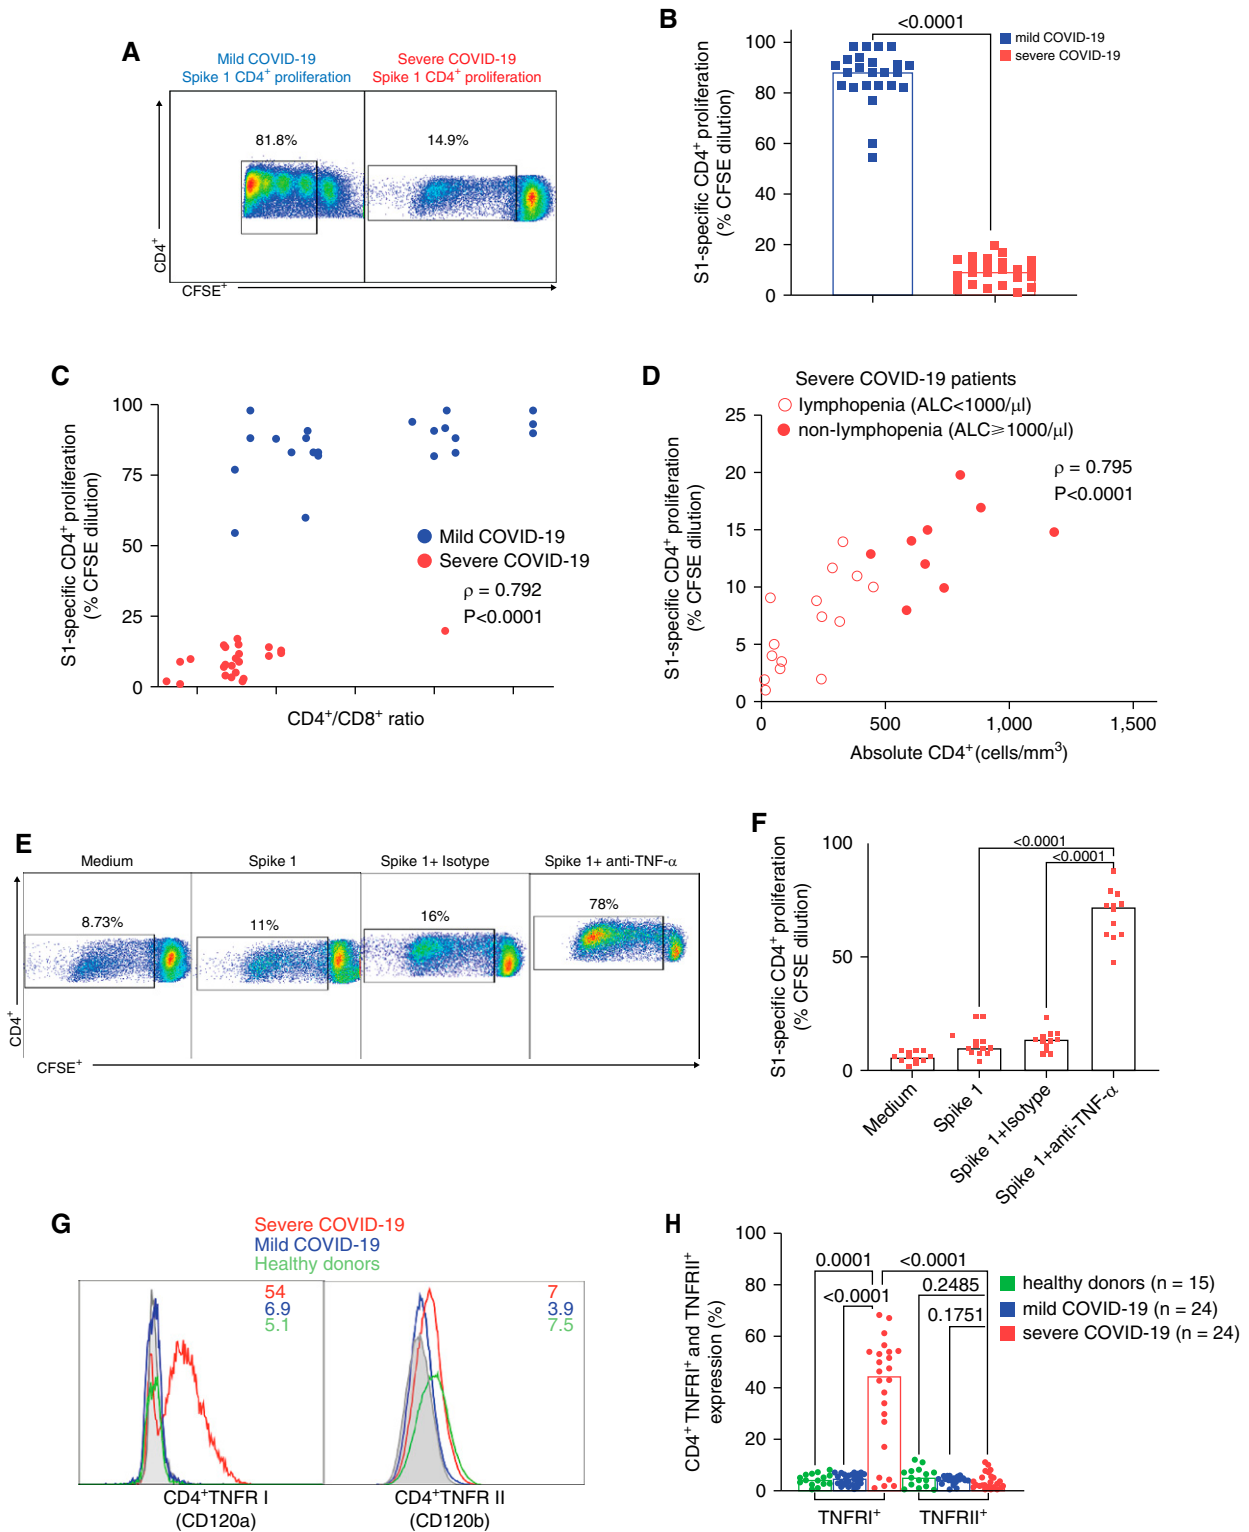 A
Mild COVID-19
Spike 1 CD4⁺ proliferation
Severe COVID-19
Spike 1 CD4⁺ proliferation
81.8%
14.9%
CD4⁺
CFSE⁺
B
<0.0001
mild COVID-19
severe COVID-19
S1-specific CD4⁺ proliferation
(% CFSE dilution)
100
80
60
40
20
0
C
S1-specific CD4⁺ proliferation
(% CFSE dilution)
100
75
50
25
0
Mild COVID-19
Severe COVID-19
ρ = 0.792
P<0.0001
CD4⁺/CD8⁺ ratio
D
Severe COVID-19 patients
lymphopenia (ALC<1000/μl)
non-lymphopenia (ALC⩾1000/μl)
ρ = 0.795
P<0.0001
S1-specific CD4⁺ proliferation
(% CFSE dilution)
25
20
15
10
5
0
0
500
1,000
1,500
Absolute CD4⁺ (cells/mm³)
E
Medium
Spike 1
Spike 1+ Isotype
Spike 1+ anti-TNF-α
8.73%
11%
16%
78%
CD4⁺
CFSE⁺
F
S1-specific CD4⁺ proliferation
(% CFSE dilution)
100
50
0
<0.0001
<0.0001
Medium
Spike 1
Spike 1+Isotype
Spike 1+anti-TNF-α
G
Severe COVID-19
Mild COVID-19
Healthy donors
54
6.9
5.1
7
3.9
7.5
CD4⁺TNFR I
(CD120a)
CD4⁺TNFR II
(CD120b)
H
CD4⁺ TNFRI⁺ and TNFRII⁺
expression (%)
100
80
60
40
20
0
0.0001
<0.0001
<0.0001
0.2485
0.1751
healthy donors (n = 15)
mild COVID-19 (n = 24)
severe COVID-19 (n = 24)
TNFRI⁺
TNFRII⁺